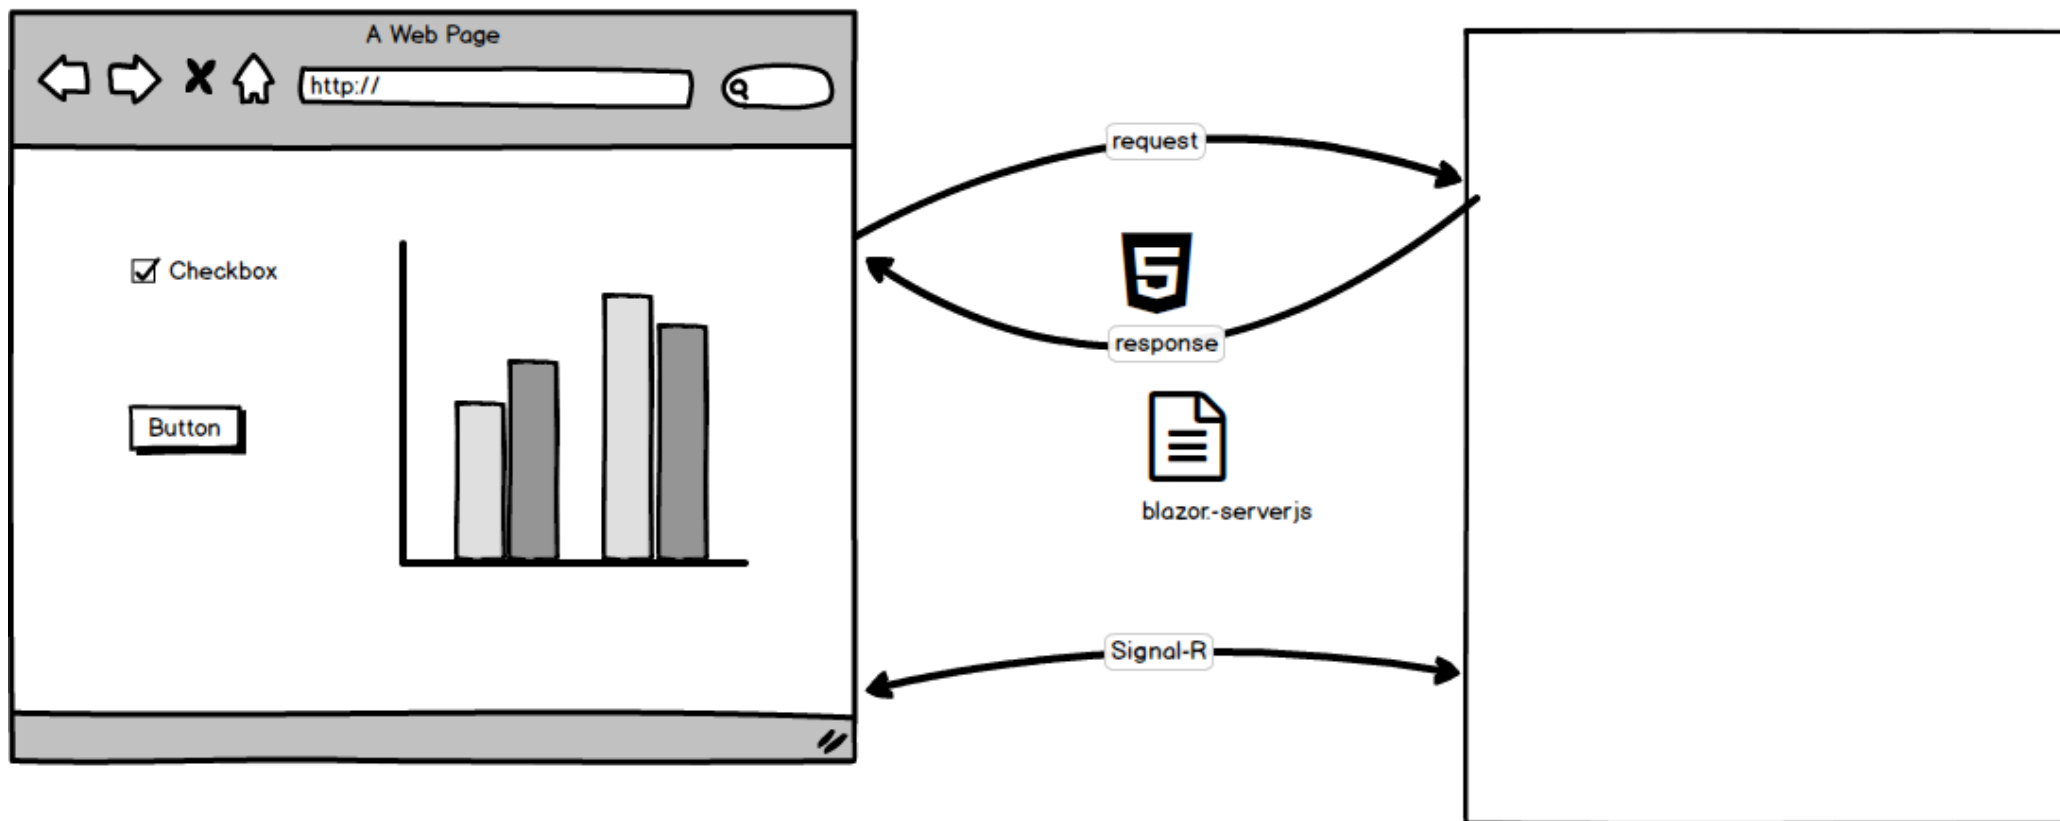 A Web Page
http://
request
Checkbox
response
Button
blazor.-serverjs
Signal-R